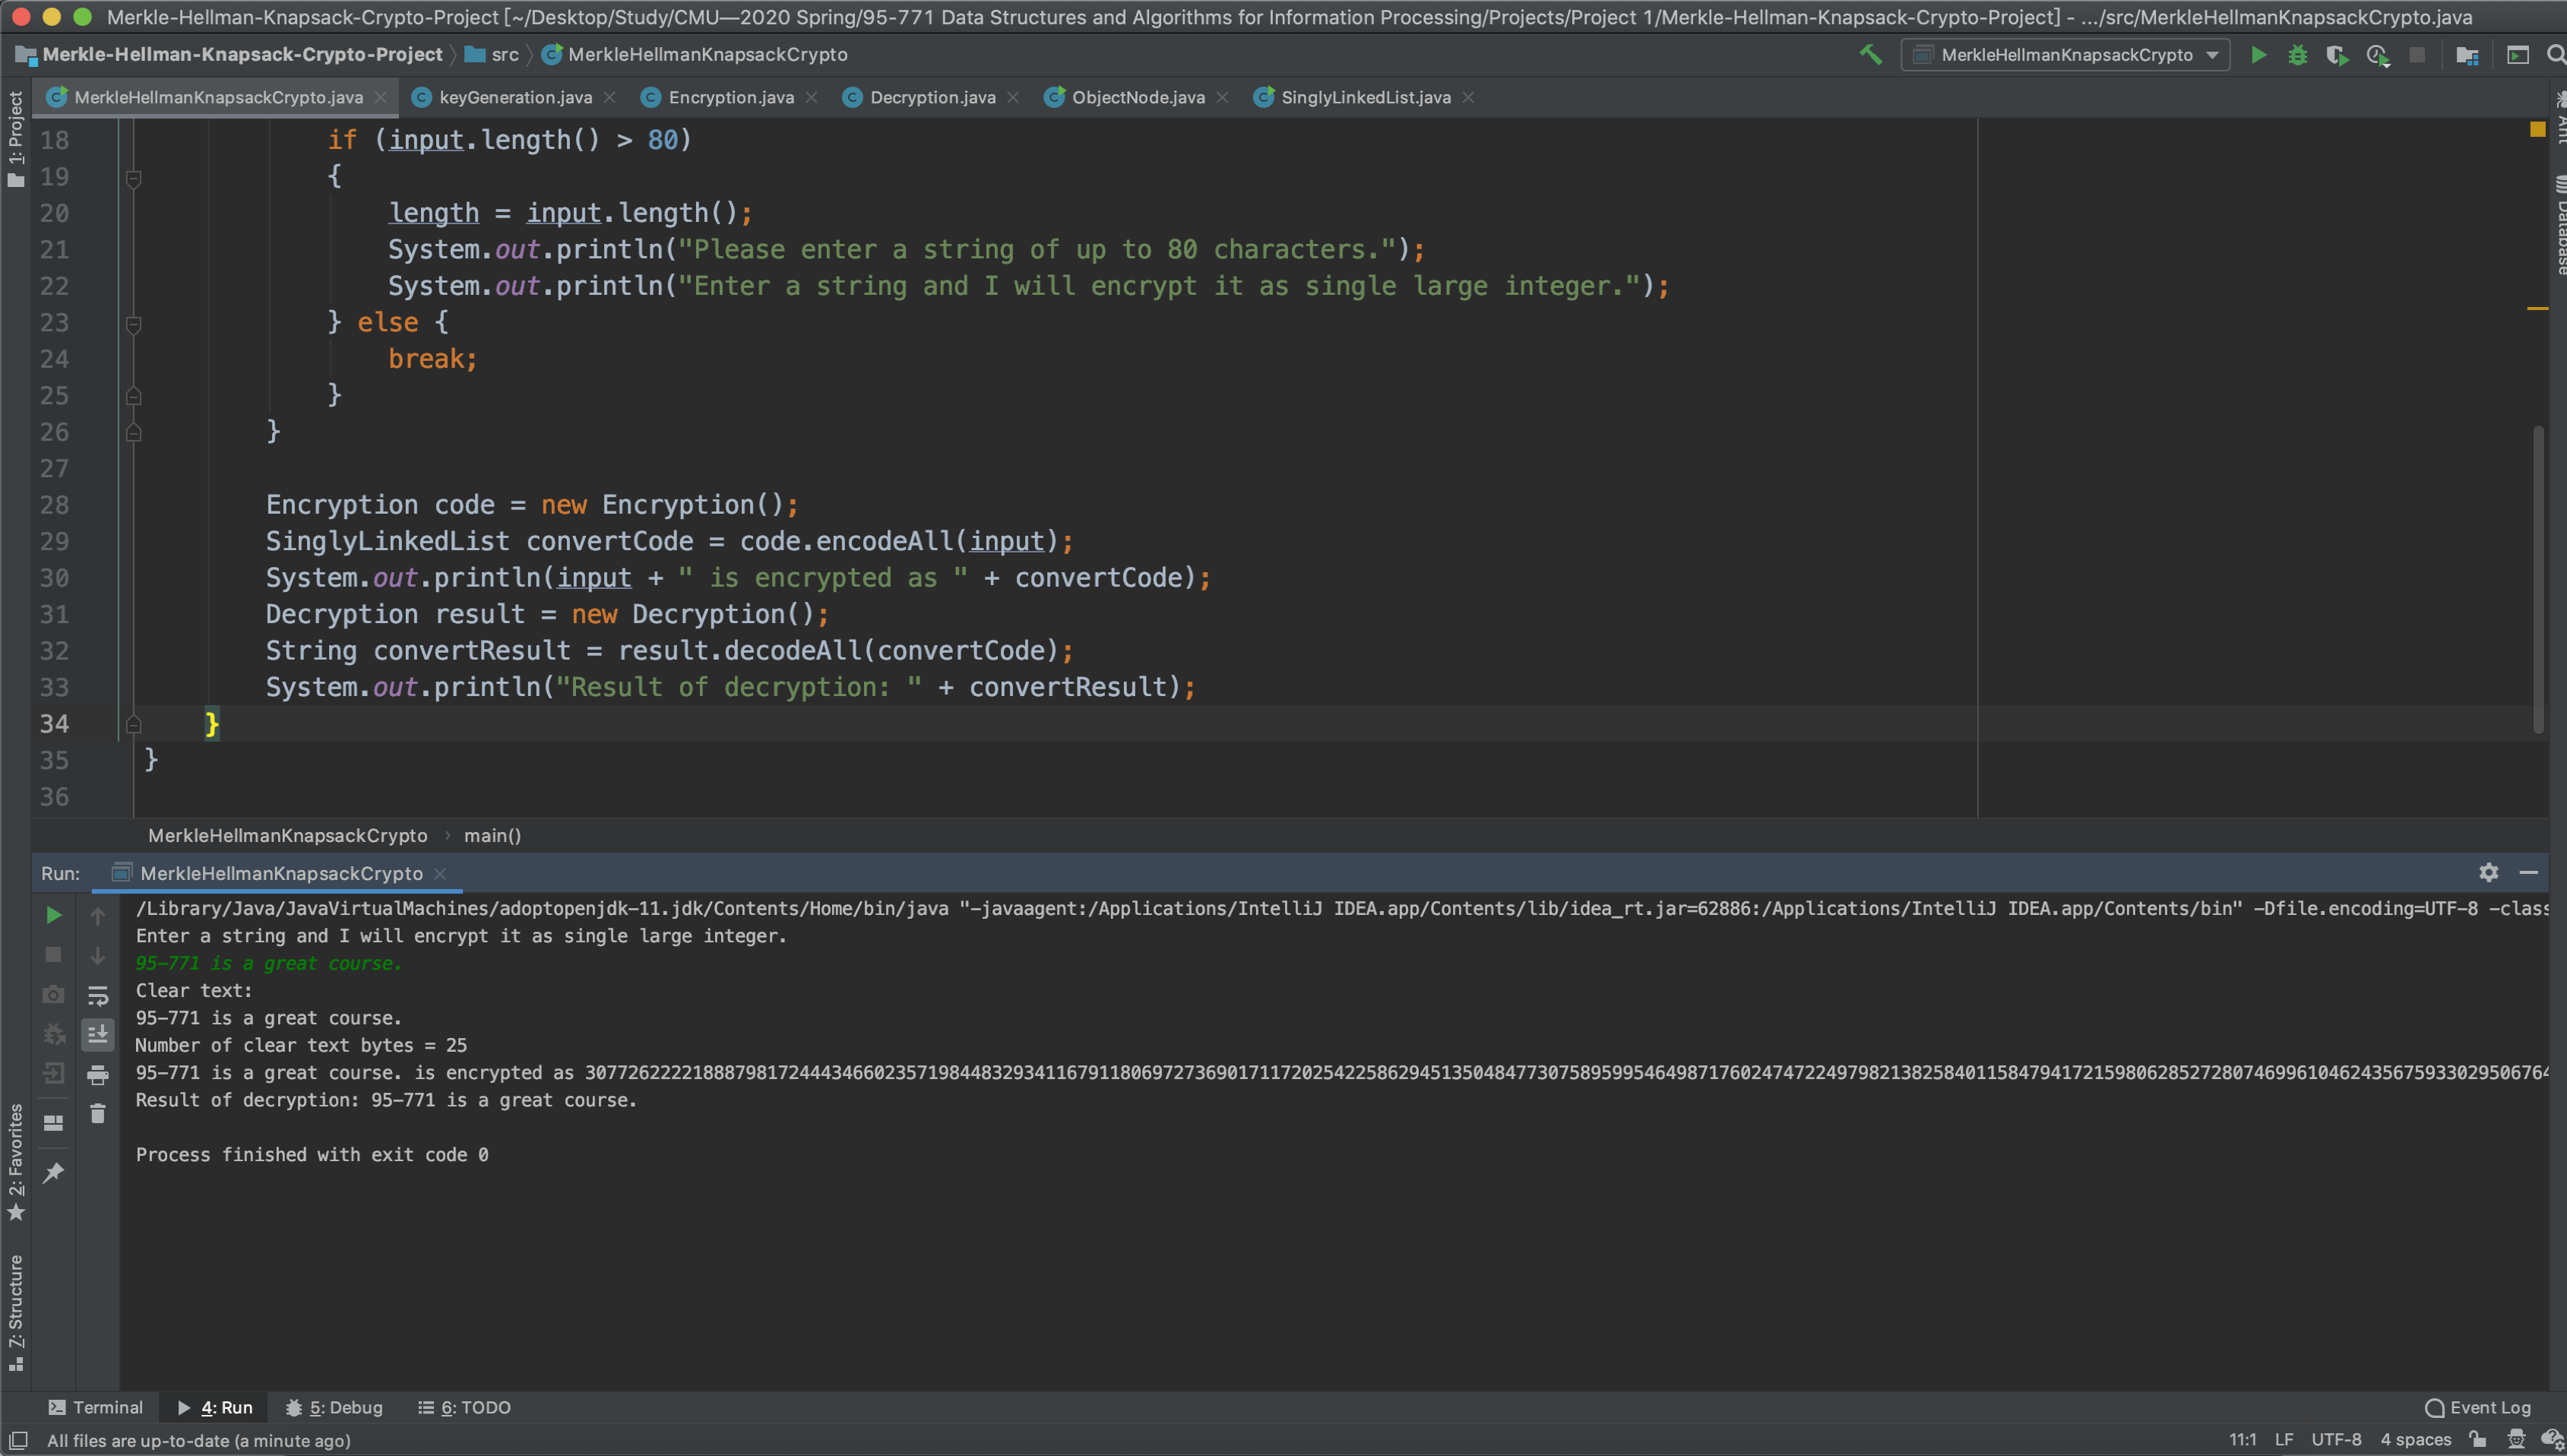 Merkle-Hellman-Knapsack-Crypto-Project [~/Desktop/Study/CMU—2020 Spring/95-771 Data Structures and Algorithms for Information Processing/Projects/Project 1/Merkle-Hellman-Knapsack-Crypto-Project] - .../src/MerkleHellmanKnapsackCrypto.java
Merkle-Hellman-Knapsack-Crypto-Project src MerkleHellmanKnapsackCrypto MerkleHellmanKnapsackCrypto
MerkleHellmanKnapsackCrypto.java keyGeneration.java Encryption.java Decryption.java ObjectNode.java SinglyLinkedList.java
1: Project
Ant
Database
18 if (input.length() > 80)
19 {
20 length = input.length();
21 System.out.println("Please enter a string of up to 80 characters.");
22 System.out.println("Enter a string and I will encrypt it as single large integer.");
23 } else {
24 break;
25 }
26 }
27
28 Encryption code = new Encryption();
29 SinglyLinkedList convertCode = code.encodeAll(input);
30 System.out.println(input + " is encrypted as " + convertCode);
31 Decryption result = new Decryption();
32 String convertResult = result.decodeAll(convertCode);
33 System.out.println("Result of decryption: " + convertResult);
34 }
35 }
36
MerkleHellmanKnapsackCrypto › main()
Run: MerkleHellmanKnapsackCrypto
/Library/Java/JavaVirtualMachines/adoptopenjdk-11.jdk/Contents/Home/bin/java "-javaagent:/Applications/IntelliJ IDEA.app/Contents/lib/idea_rt.jar=62886:/Applications/IntelliJ IDEA.app/Contents/bin" -Dfile.encoding=UTF-8 -class
Enter a string and I will encrypt it as single large integer.
95-771 is a great course.
Clear text:
95-771 is a great course.
Number of clear text bytes = 25
95-771 is a great course. is encrypted as
Result of decryption: 95-771 is a great course.
Process finished with exit code 0
2: Favorites
Z: Structure
Terminal 4: Run 5: Debug 6: TODO Event Log
All files are up-to-date (a minute ago) 11:1 LF UTF-8 4 spaces